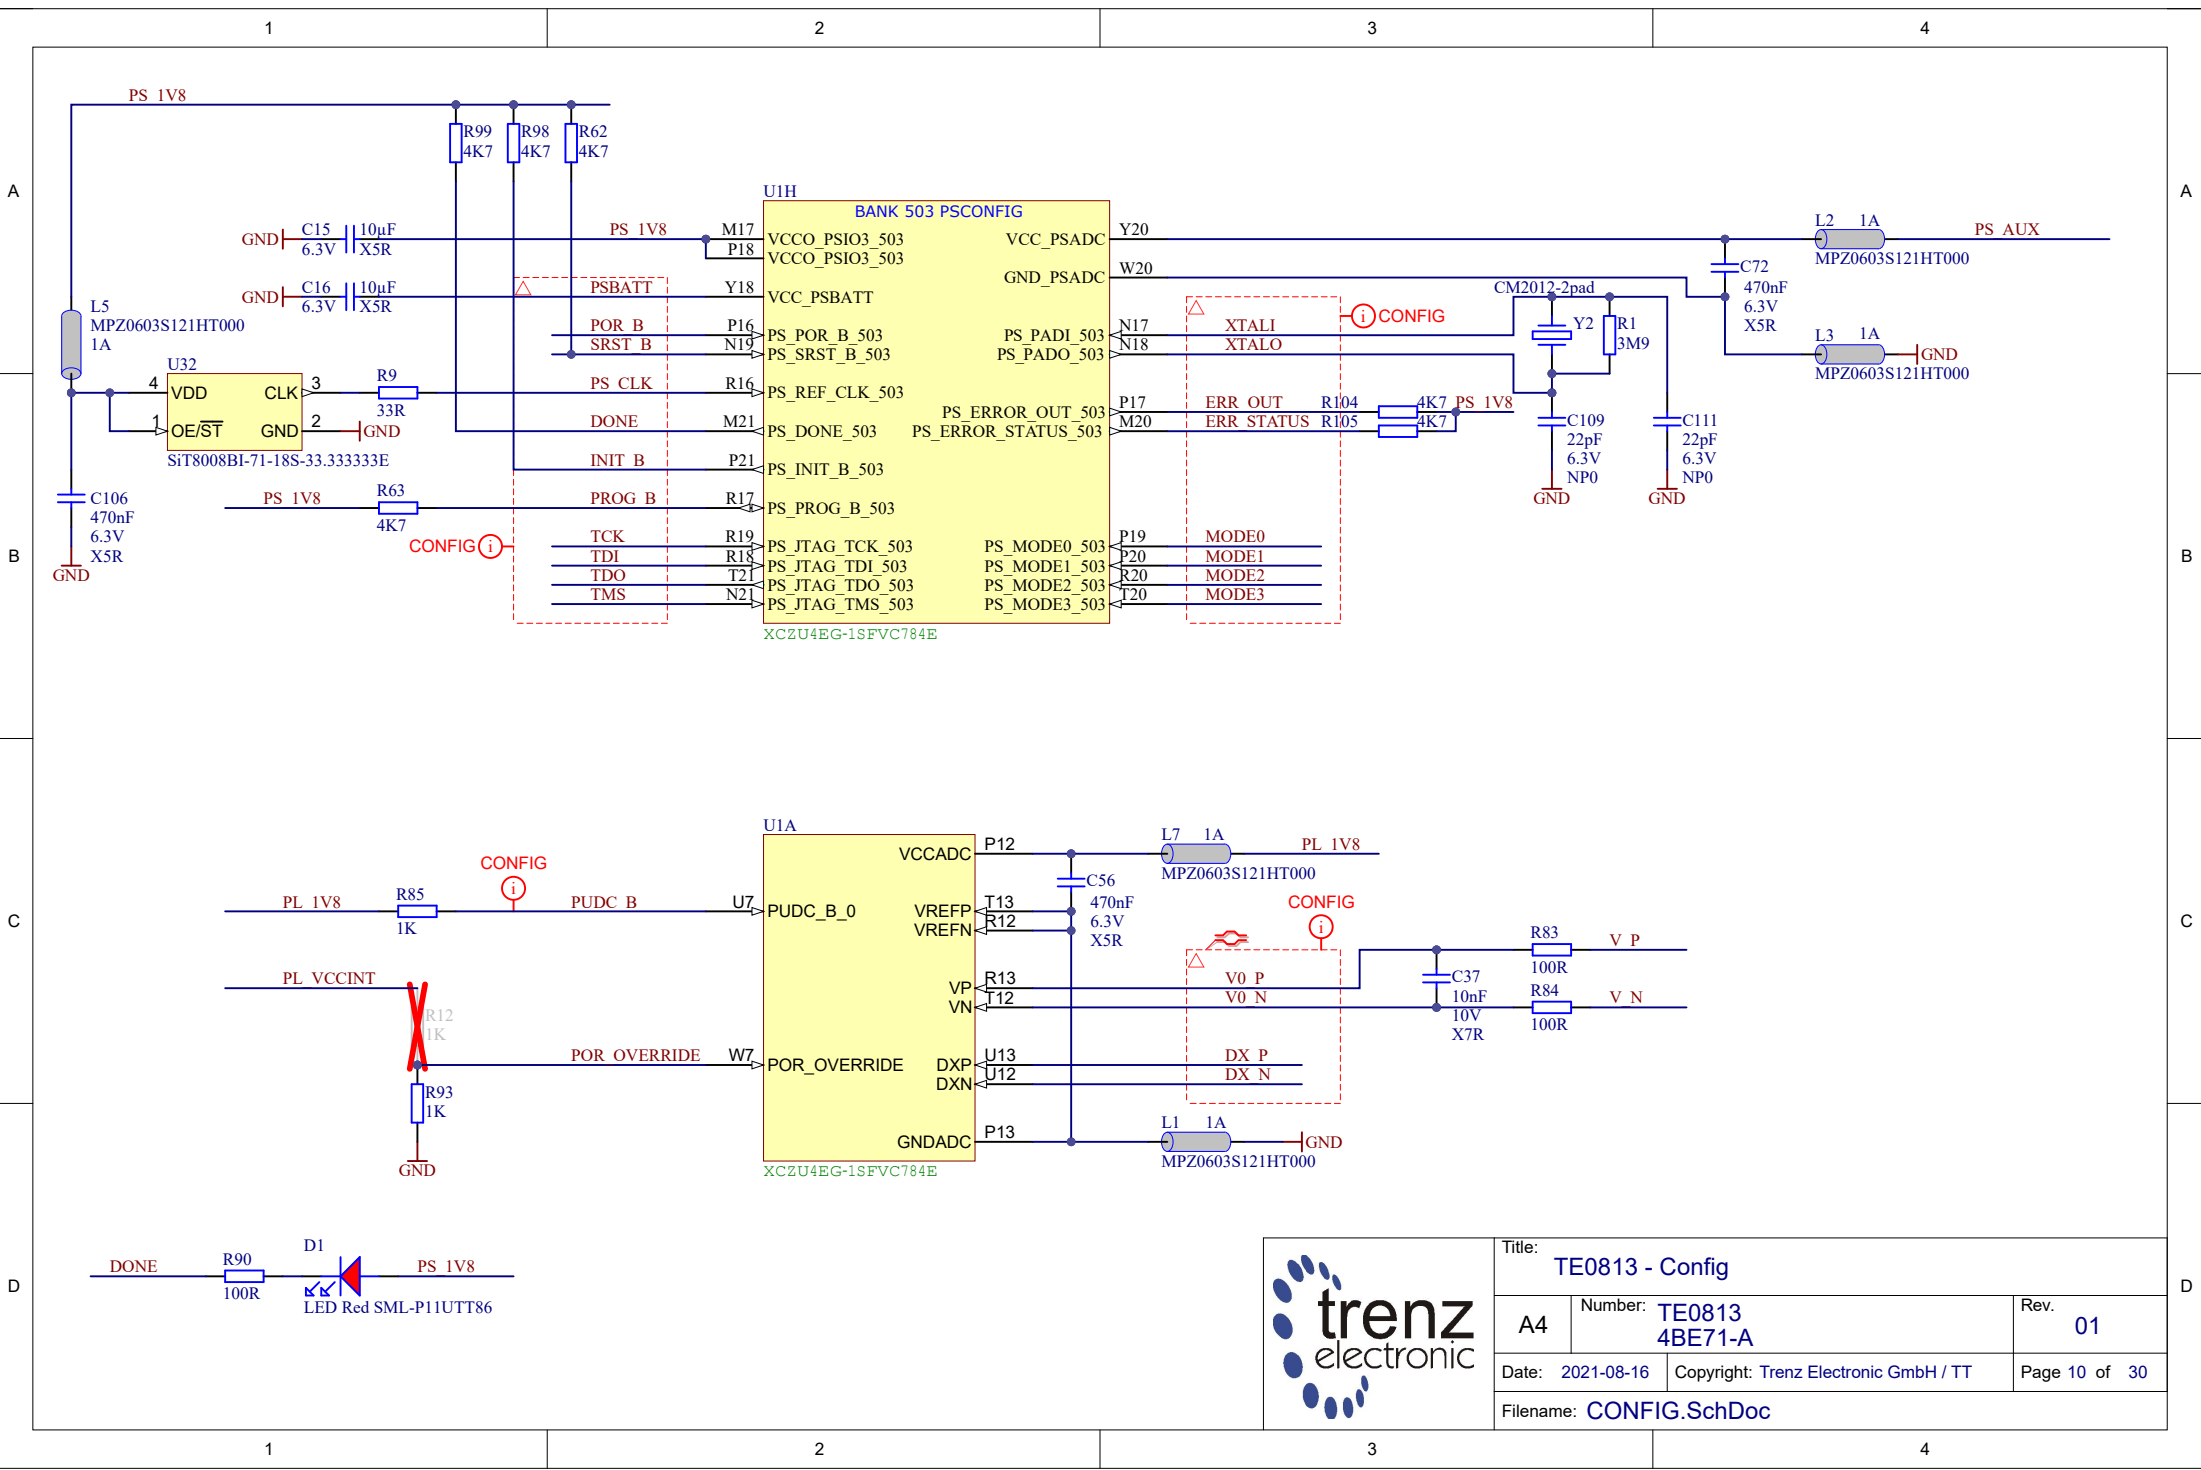 1 2 3 4
A A
B B
C C
D D
PS_1V8
R99 R98 R62
4K7 4K7 4K7
U1H
BANK 503 PSCONFIG
GND C15 10µF PS_1V8
6.3V X5R
M17 VCCO_PSIO3_503
P18 VCCO_PSIO3_503
GND C16 10µF PSBATT
6.3V X5R
Y18 VCC_PSBATT
POR_B P16 PS_POR_B_503
SRST_B N19 PS_SRST_B_503
L5
MPZ0603S121HT000
1A
U32
4 VDD CLK 3
1 OE/ST GND 2 GND
SiT8008BI-71-18S-33.333333E
R9
33R
PS_CLK R16 PS_REF_CLK_503
DONE M21 PS_DONE_503
INIT_B P21 PS_INIT_B_503
C106
470nF
6.3V
X5R
GND
PS_1V8 R63 PROG_B R17 PS_PROG_B_503
4K7
CONFIG i
TCK R19 PS_JTAG_TCK_503
TDI R18 PS_JTAG_TDI_503
TDO T21 PS_JTAG_TDO_503
TMS N21 PS_JTAG_TMS_503
XCZU4EG-1SFVC784E
VCC_PSADC Y20
GND_PSADC W20
L2 1A PS_AUX
MPZ0603S121HT000
C72
470nF
6.3V
X5R
L3 1A GND
MPZ0603S121HT000
i CONFIG
PS_PADI_503 N17 XTALI
PS_PADO_503 N18 XTALO
CM2012-2pad
Y2 R1
3M9
PS_ERROR_OUT_503 P17 ERR_OUT R104 4K7 PS_1V8
PS_ERROR_STATUS_503 M20 ERR_STATUS R105 4K7
C109 C111
22pF 22pF
6.3V 6.3V
NP0 NP0
GND GND
PS_MODE0_503 P19 MODE0
PS_MODE1_503 P20 MODE1
PS_MODE2_503 R20 MODE2
PS_MODE3_503 T20 MODE3
U1A
CONFIG
i
PL_1V8 R85 PUDC_B U7 PUDC_B_0
1K
PL_VCCINT
R12
1K
POR_OVERRIDE W7 POR_OVERRIDE
R93
1K
GND
VCCADC P12 L7 1A PL_1V8
MPZ0603S121HT000
C56
470nF
6.3V
X5R
VREFP T13
VREFN R12
CONFIG
i
VP R13 V0_P
VN T12 V0_N
C37
10nF
10V
X7R
R83 V_P
100R
R84 V_N
100R
DXP U13 DX_P
DXN U12 DX_N
GNDADC P13 L1 1A GND
MPZ0603S121HT000
XCZU4EG-1SFVC784E
DONE R90 D1 PS_1V8
100R
LED Red SML-P11UTT86
trenz
electronic
Title:
TE0813 - Config
A4 Number: TE0813
4BE71-A
Rev.
01
Date: 2021-08-16 Copyright: Trenz Electronic GmbH / TT Page 10 of 30
Filename: CONFIG.SchDoc
1 2 3 4